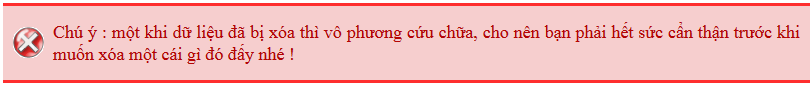 Chú ý : một khi dữ liệu đã bị xóa thì vô phương cứu chữa, cho nên bạn phải hết sức cẩn thận trước khi
muốn xóa một cái gì đó đấy nhé !